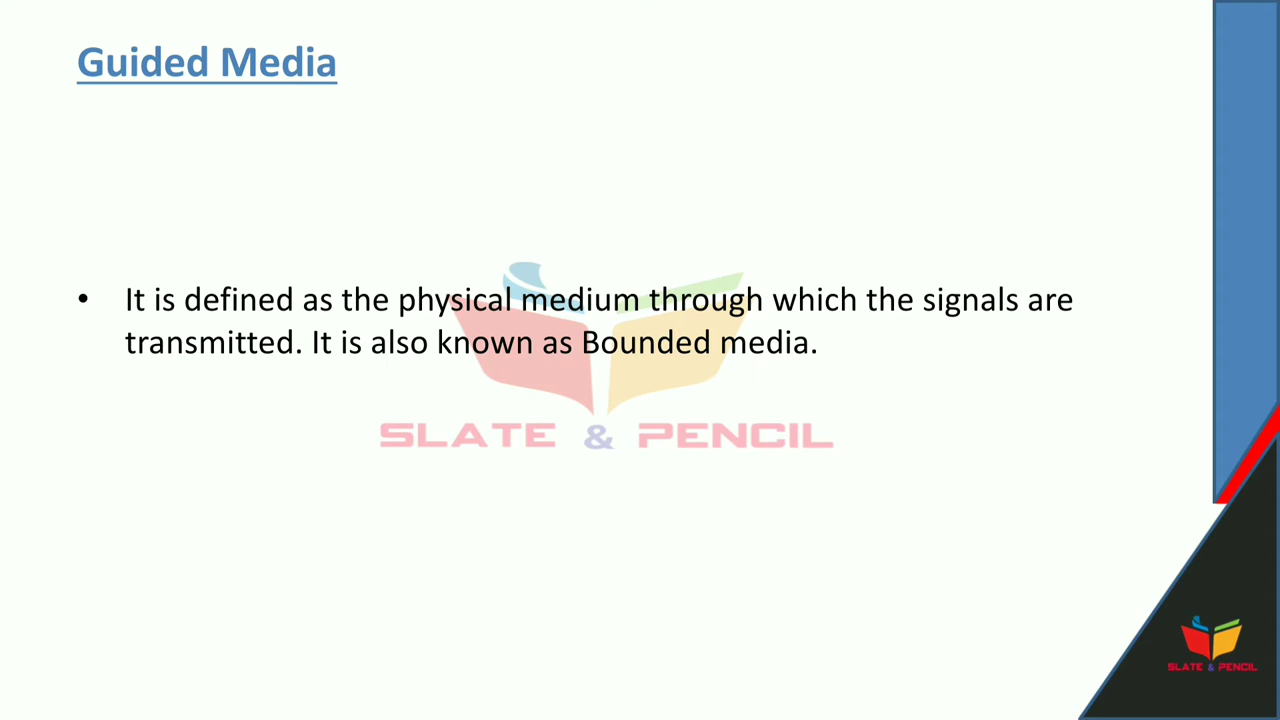 Guided Media
• It is defined as the physical medium through which the signals are
transmitted. It is also known as Bounded media.
SLATE & PENCIL
SLATE & PENCIL